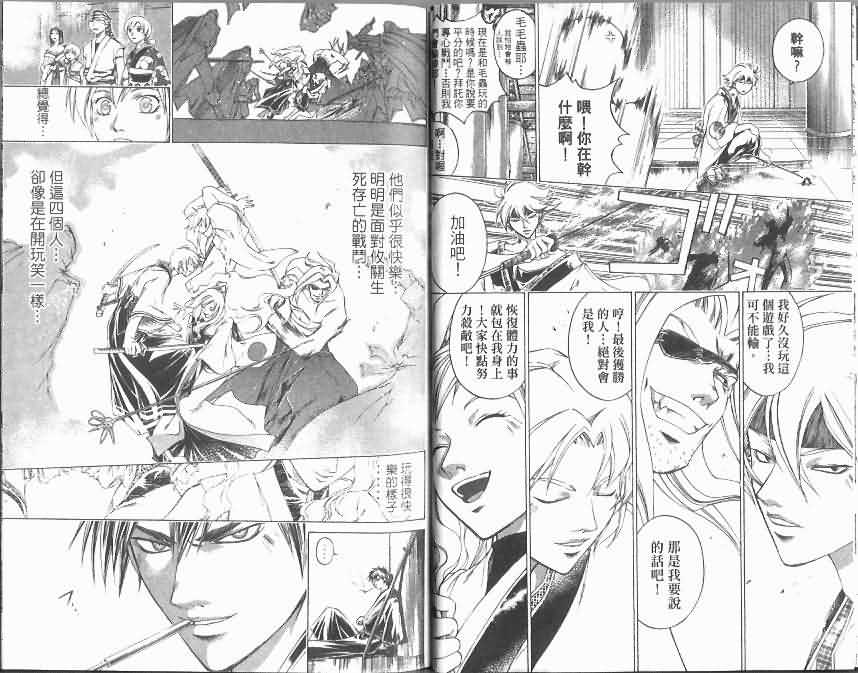 幹嘛？
喂！你在幹
什麼啊！
毛毛蟲耶…
現在是和毛蟲玩的
時候嗎？是你說要
平分的吧？拜託你
專心戰鬥…否則我
啊…對喔
加油吧！
我好久沒玩這
個遊戲了…我
可不能輸。
那是我要說
的話吧！
哼！最後獲勝
的人…絕對會
是我！
恢復體力的事
就包在我身上
！大家快點努
力殺敵吧！
總覺得…
他們似乎很快樂…
明明是面對攸關生
死存亡的戰鬥…
但這四個人…
卻像是在開玩笑一樣…
玩得很快
樂的樣子
……
…